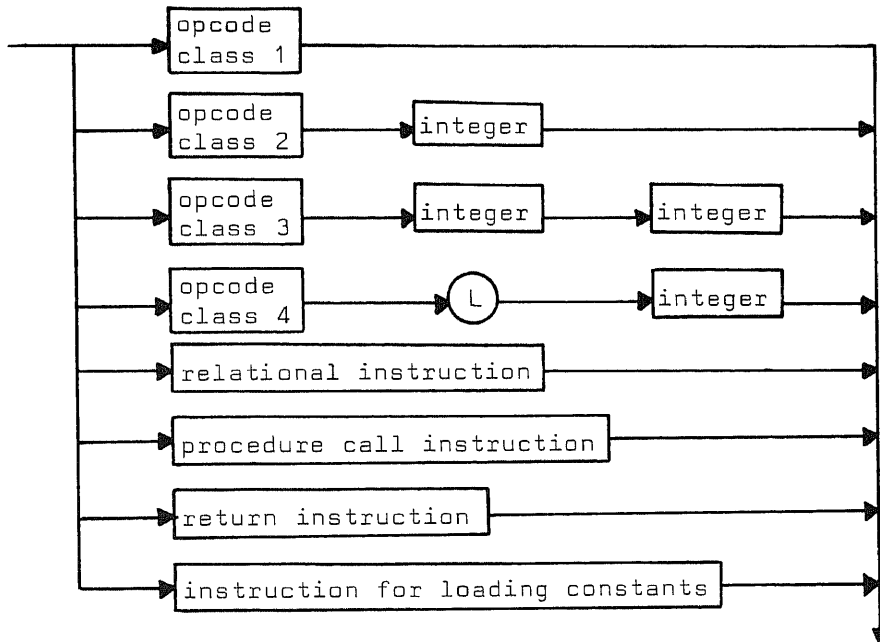 opcode
class 1
opcode
class 2
integer
opcode
class 3
integer
integer
opcode
class 4
L
integer
relational instruction
procedure call instruction
return instruction
instruction for loading constants